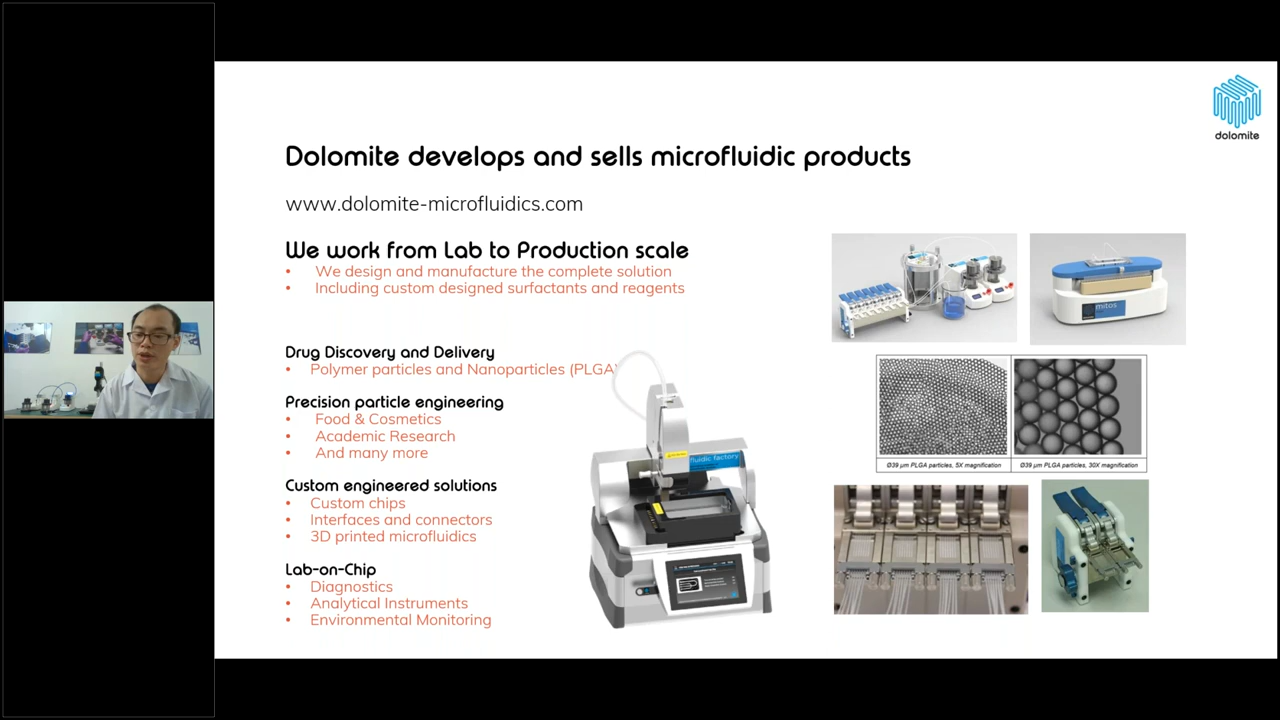 dolomite
Dolomite develops and sells microfluidic products
www.dolomite-microfluidics.com
We work from Lab to Production scale
• We design and manufacture the complete solution
• Including custom designed surfactants and reagents
Drug Discovery and Delivery
• Polymer particles and Nanoparticles (PLGA)
Precision particle engineering
• Food & Cosmetics
• Academic Research
• And many more
Custom engineered solutions
• Custom chips
• Interfaces and connectors
• 3D printed microfluidics
Lab-on-Chip
• Diagnostics
• Analytical Instruments
• Environmental Monitoring
fluidic factory
mitos
Ø39 µm PLGA particles, 5X magnification
Ø39 µm PLGA particles, 30X magnification